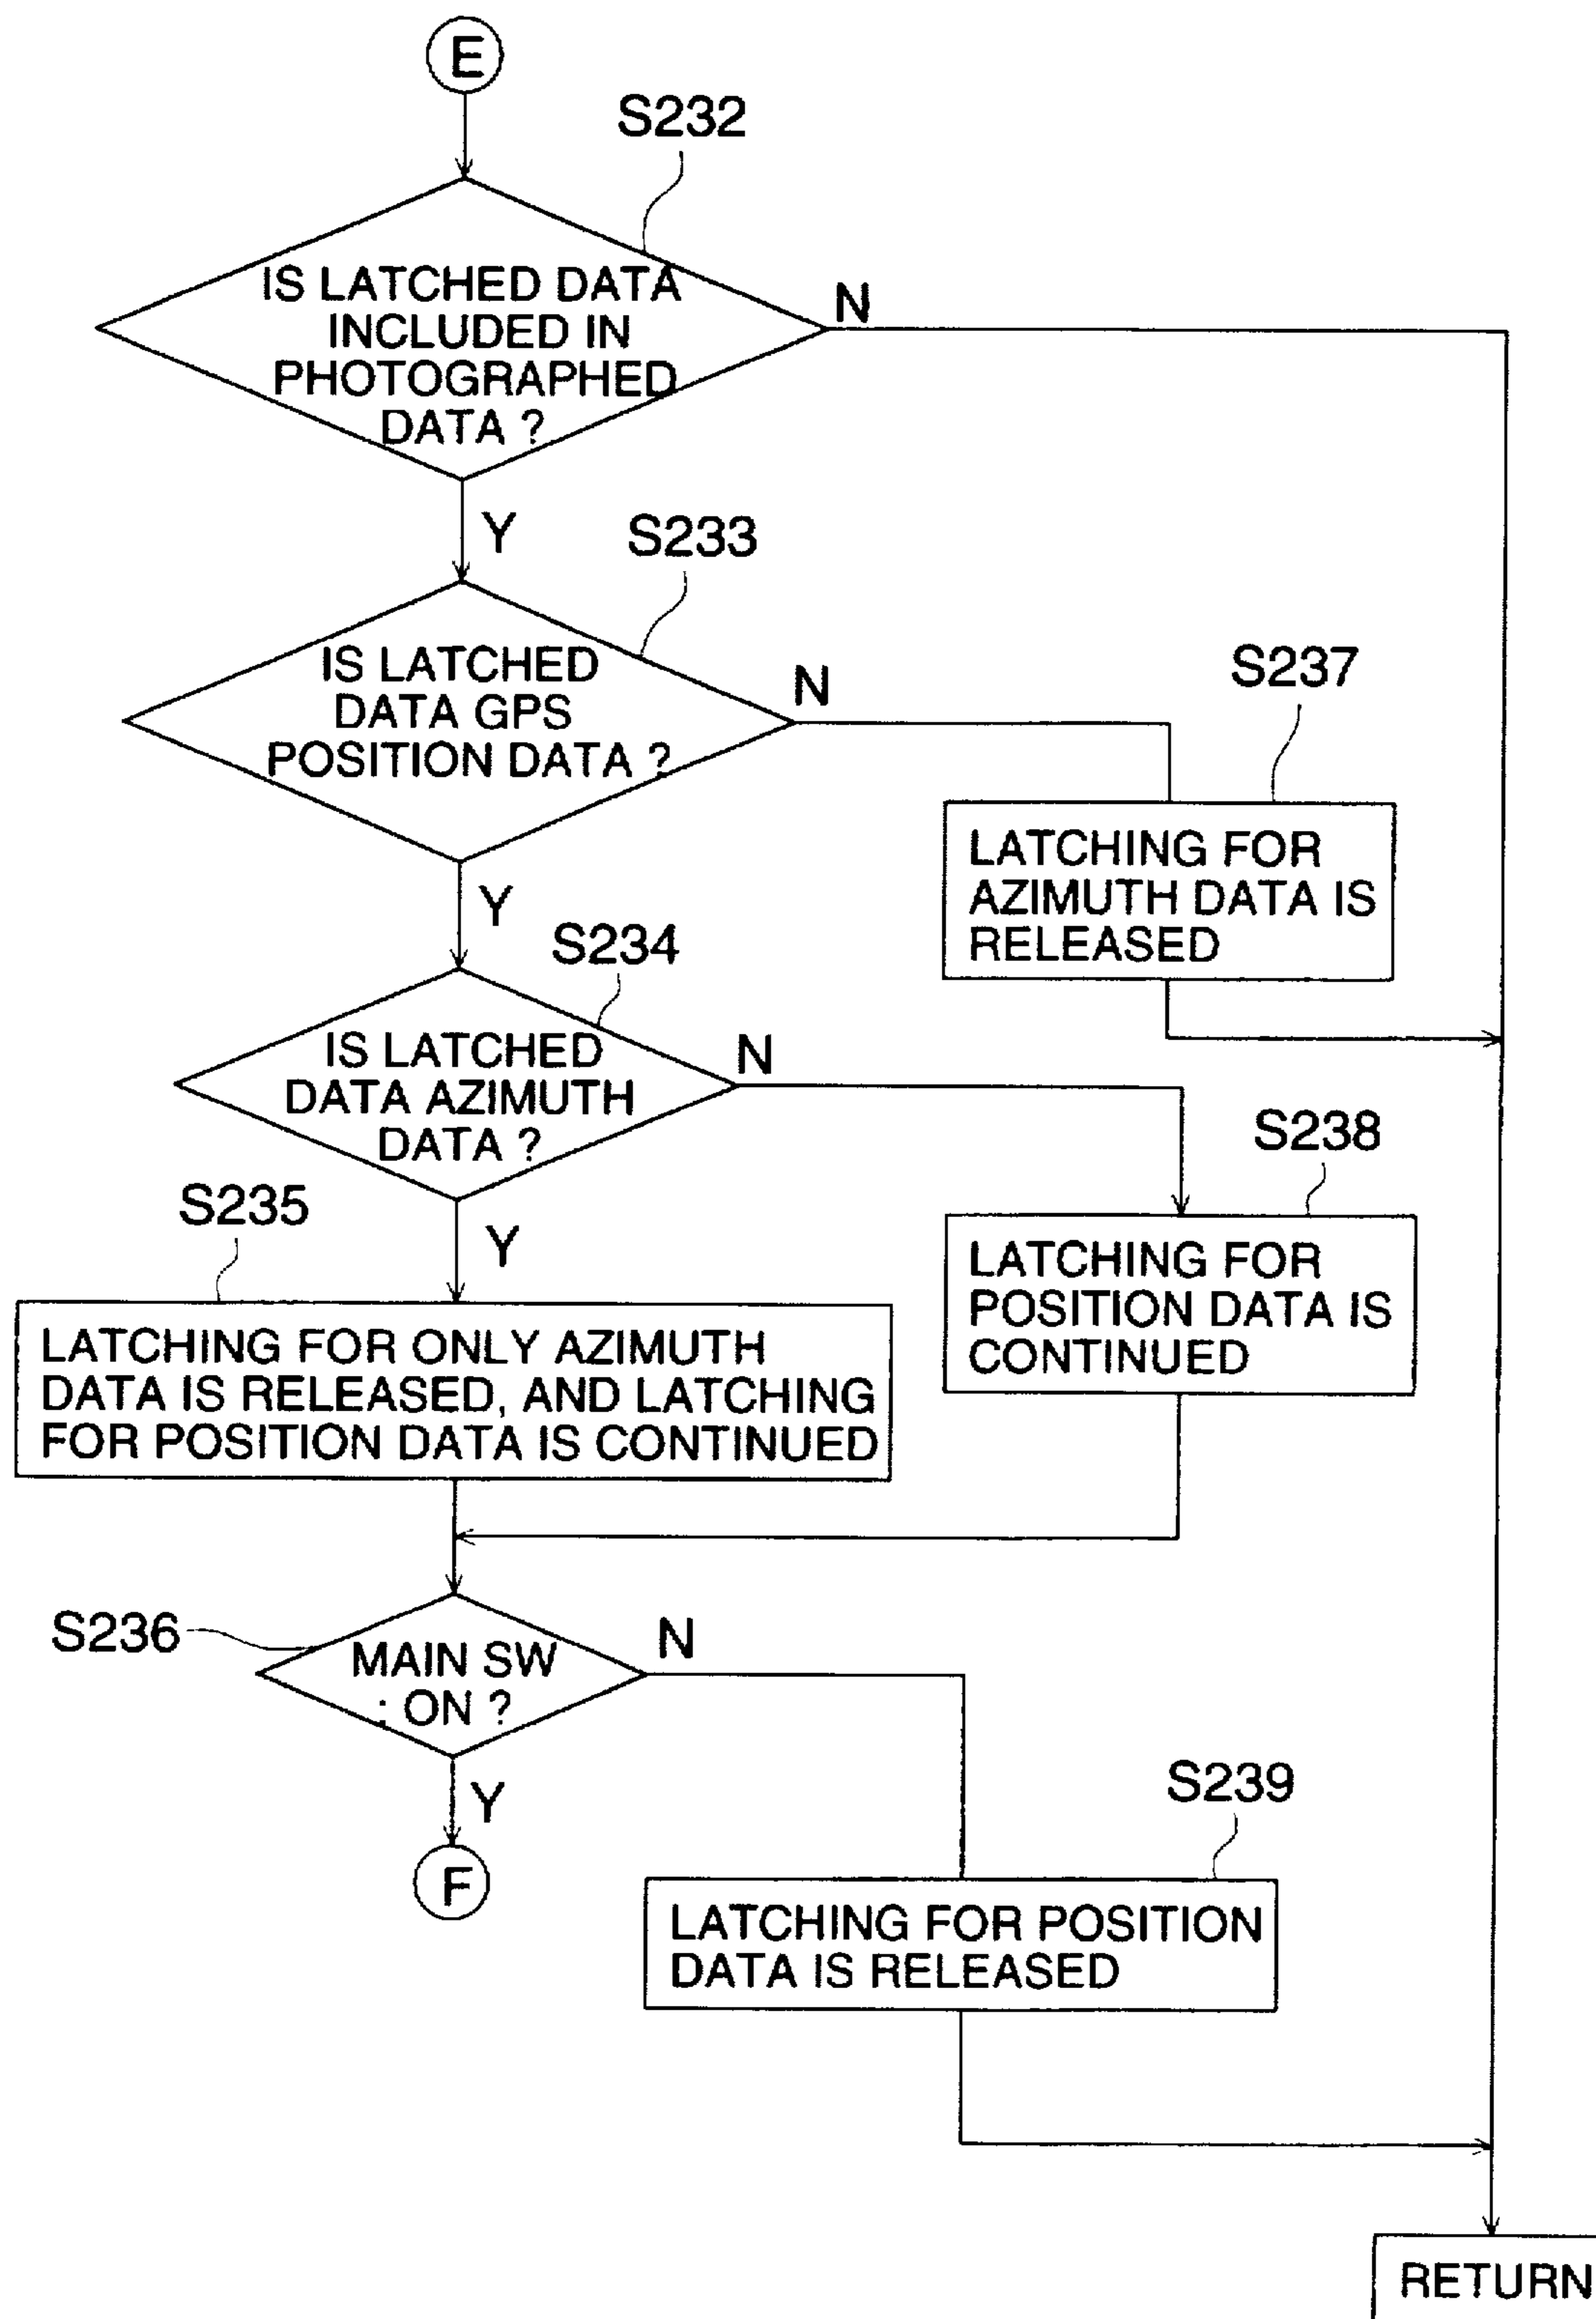 E
S232
IS LATCHED DATA
INCLUDED IN
PHOTOGRAPHED
DATA ?
N
Y
S233
IS LATCHED
DATA GPS
POSITION DATA ?
N
S237
LATCHING FOR
AZIMUTH DATA IS
RELEASED
Y
S234
IS LATCHED
DATA AZIMUTH
DATA ?
N
S238
LATCHING FOR
POSITION DATA IS
CONTINUED
S235
Y
LATCHING FOR ONLY AZIMUTH
DATA IS RELEASED, AND LATCHING
FOR POSITION DATA IS CONTINUED
S236
MAIN SW
: ON ?
N
Y
F
S239
LATCHING FOR POSITION
DATA IS RELEASED
RETURN